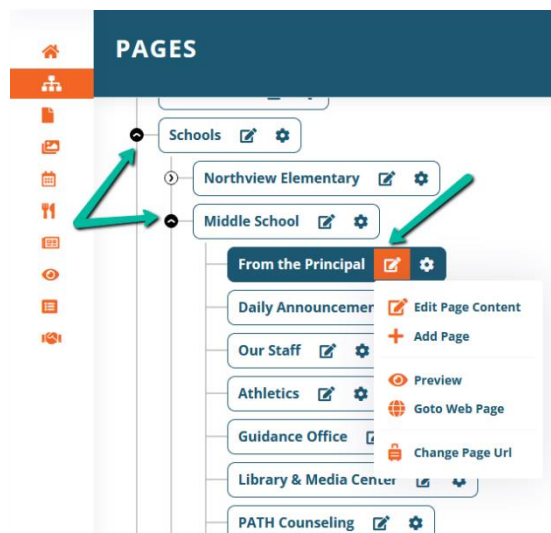 PAGES
Schools
Northview Elementary
Middle School
From the Principal
Daily Announcemen
Edit Page Content
Add Page
Our Staff
Preview
Athletics
Goto Web Page
Guidance Office
Change Page Url
Library & Media Center
PATH Counseling